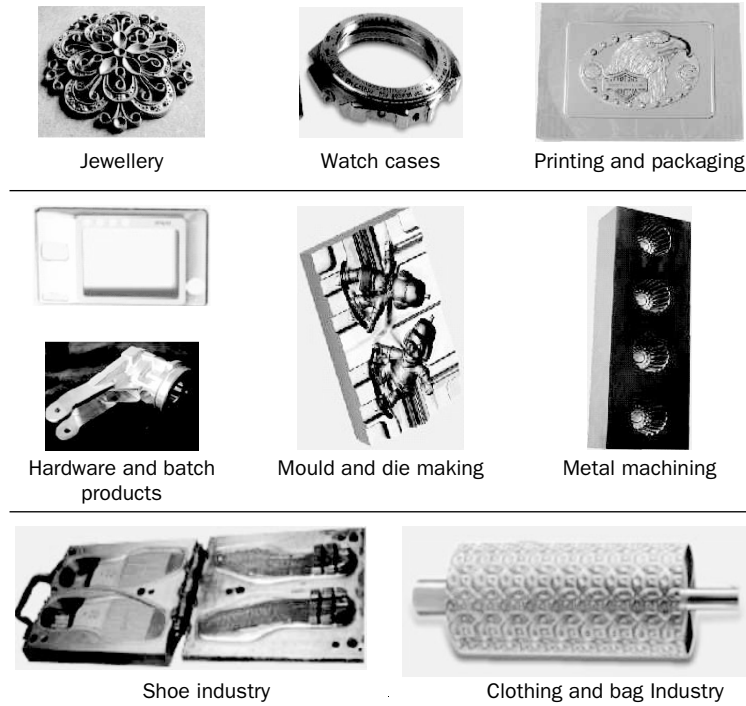 Jewellery
Watch cases
Printing and packaging
Hardware and batch
products
Mould and die making
Metal machining
Shoe industry
Clothing and bag Industry